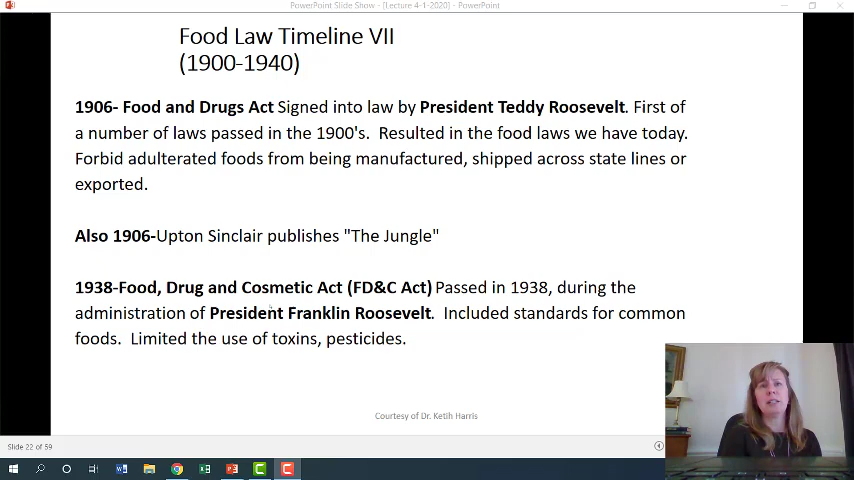 PowerPoint Slide Show - [Lecture 4-1-2020] - PowerPoint
Food Law Timeline VII
(1900-1940)
1906- Food and Drugs Act Signed into law by President Teddy Roosevelt. First of
a number of laws passed in the 1900's. Resulted in the food laws we have today.
Forbid adulterated foods from being manufactured, shipped across state lines or
exported.
Also 1906-Upton Sinclair publishes "The Jungle"
1938-Food, Drug and Cosmetic Act (FD&C Act) Passed in 1938, during the
administration of President Franklin Roosevelt. Included standards for common
foods. Limited the use of toxins, pesticides.
Courtesy of Dr. Ketih Harris
Slide 22 of 59